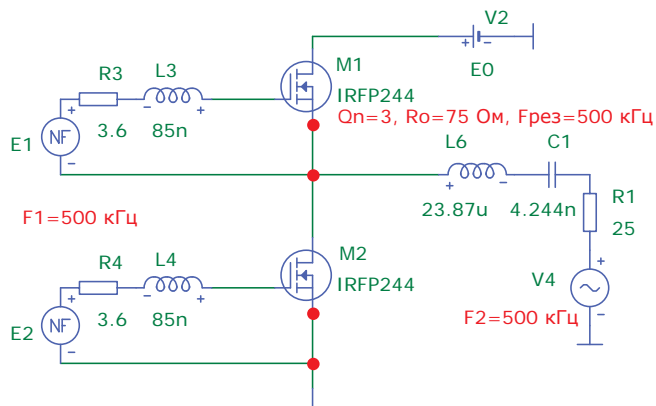 V2
E0
M1
IRFP244
R3
L3
3.6
85n
NF
E1
Qn=3, Ro=75 Ом, Fрез=500 кГц
L6
C1
23.87u
4.244n
R1
25
F1=500 кГц
M2
IRFP244
R4
L4
3.6
85n
NF
E2
V4
F2=500 кГц